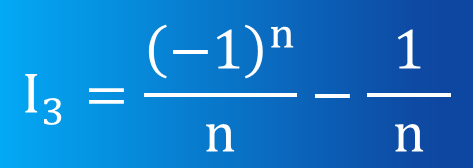 I₃ = (−1)ⁿ/n − 1/n